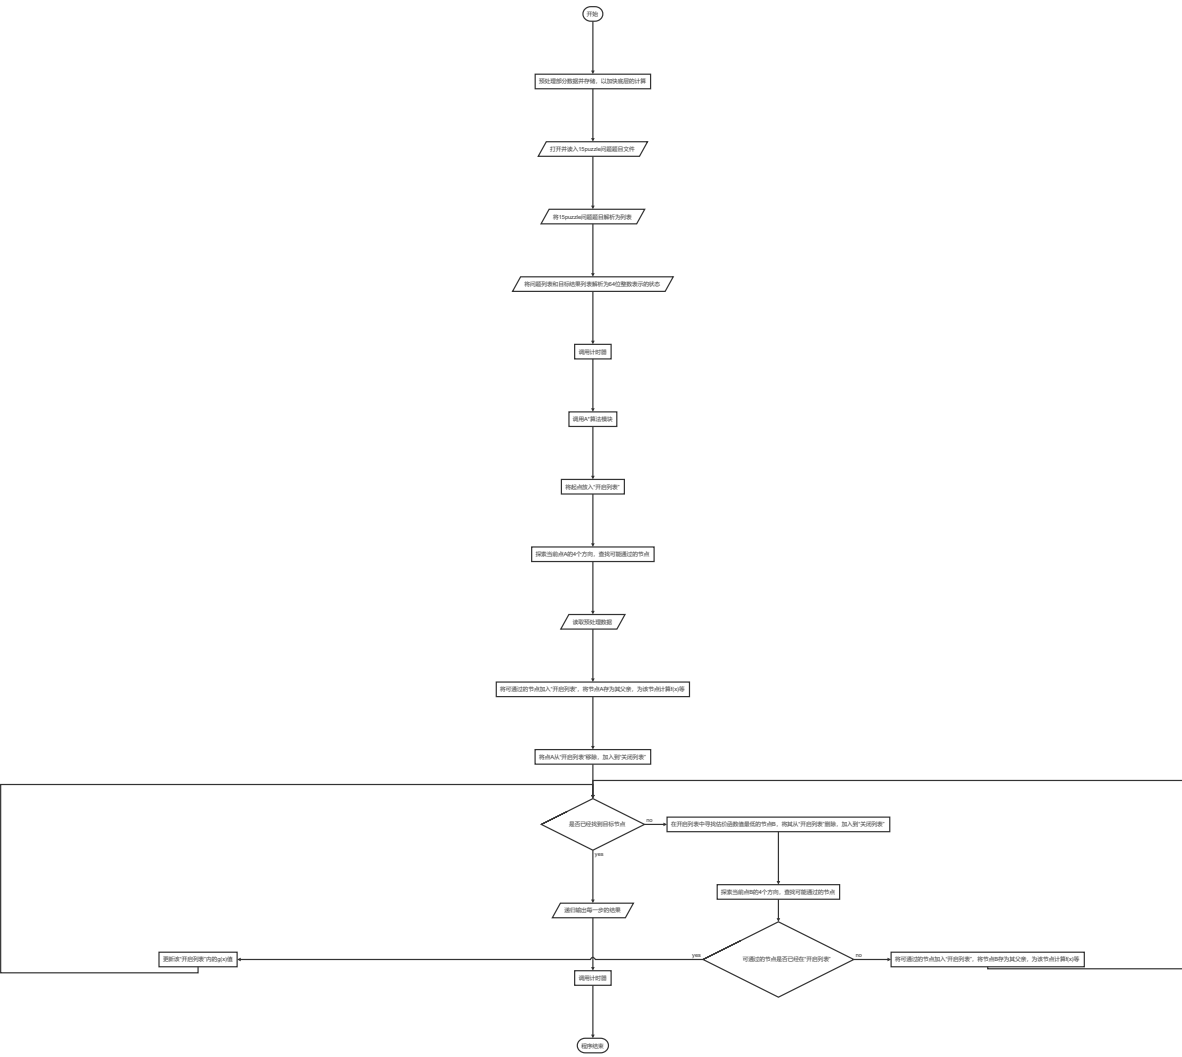 开始
预处理部分数据并存储，以加快底层的计算
打开并读入15puzzle问题题目文件
将15puzzle问题题目解析为列表
将问题列表和目标结果列表解析为64位整数表示的状态
调用计时器
调用A*算法模块
将起点放入"开启列表"
探索当前点A的4个方向，查找可能通过的节点
读取预处理数据
将可通过的节点加入"开启列表"，将节点A存为其父亲，为该节点计算f(x)等
将点A从"开启列表"移除，加入到"关闭列表"
是否已经找到目标节点
no
在开启列表中寻找估价函数值最低的节点B，将其从"开启列表"删除，加入到"关闭列表"
yes
探索当前点B的4个方向，查找可能通过的节点
递归输出每一步的结果
更新该"开启列表"内的g(x)值
yes
可通过的节点是否已经在"开启列表"
no
将可通过的节点加入"开启列表"，将节点B存为其父亲，为该节点计算f(x)等
调用计时器
程序结束